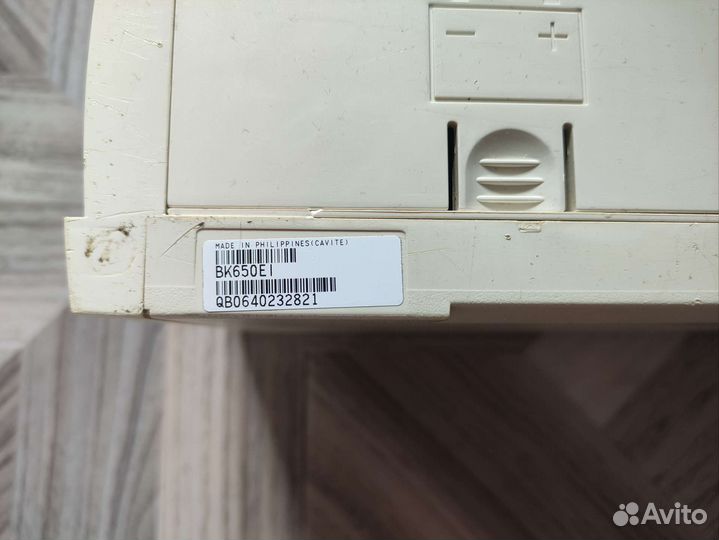 MADE IN PHILIPPINES(CAVITE)
BK650EI
QB0640232821
Avito